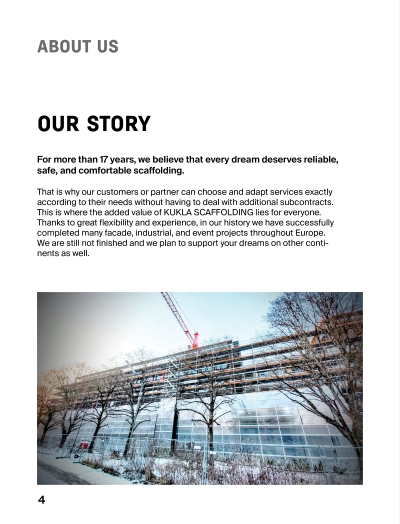 ABOUT US
OUR STORY
For more than 17 years, we believe that every dream deserves reliable,
safe, and comfortable scaffolding.
That is why our customers or partner can choose and adapt services exactly
according to their needs without having to deal with additional subcontracts.
This is where the added value of KUKLA SCAFFOLDING lies for everyone.
Thanks to great flexibility and experience, in our history we have successfully
completed many facade, industrial, and event projects throughout Europe.
We are still not finished and we plan to support your dreams on other conti-
nents as well.
4